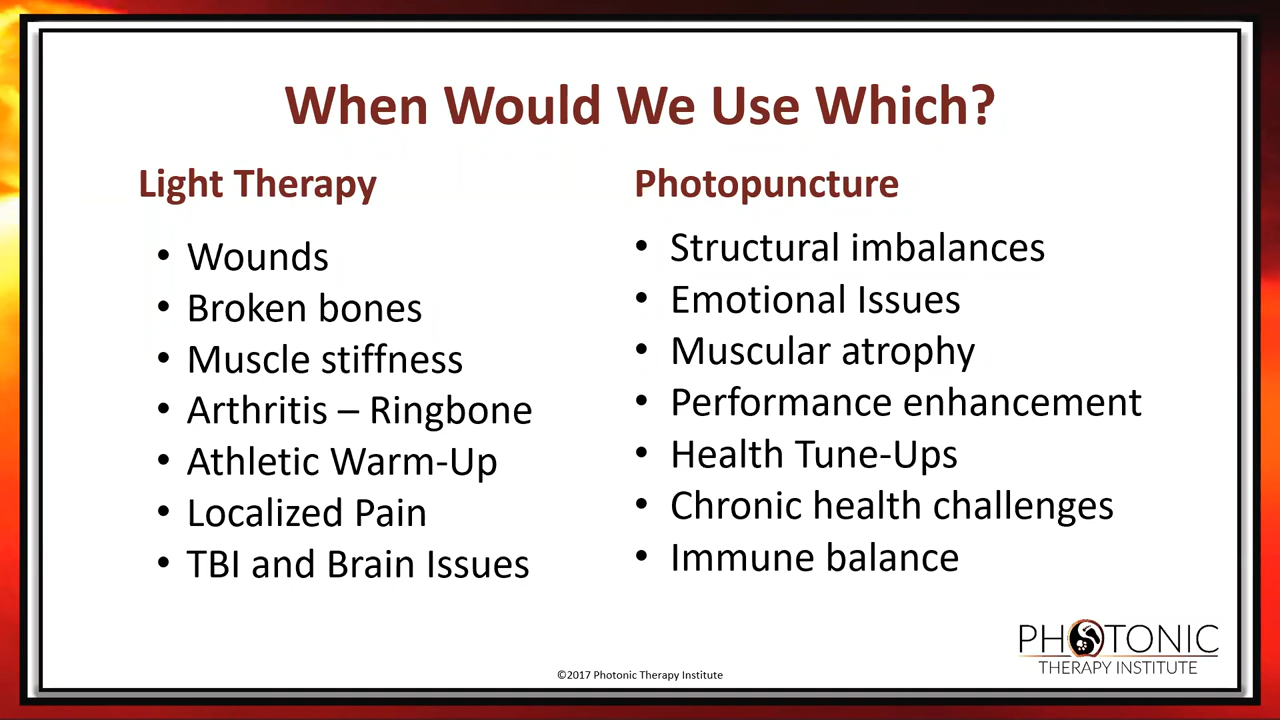 When Would We Use Which?
Light Therapy
• Wounds
• Broken bones
• Muscle stiffness
• Arthritis – Ringbone
• Athletic Warm-Up
• Localized Pain
• TBI and Brain Issues
Photopuncture
• Structural imbalances
• Emotional Issues
• Muscular atrophy
• Performance enhancement
• Health Tune-Ups
• Chronic health challenges
• Immune balance
PHOTONIC
THERAPY INSTITUTE
©2017 Photonic Therapy Institute